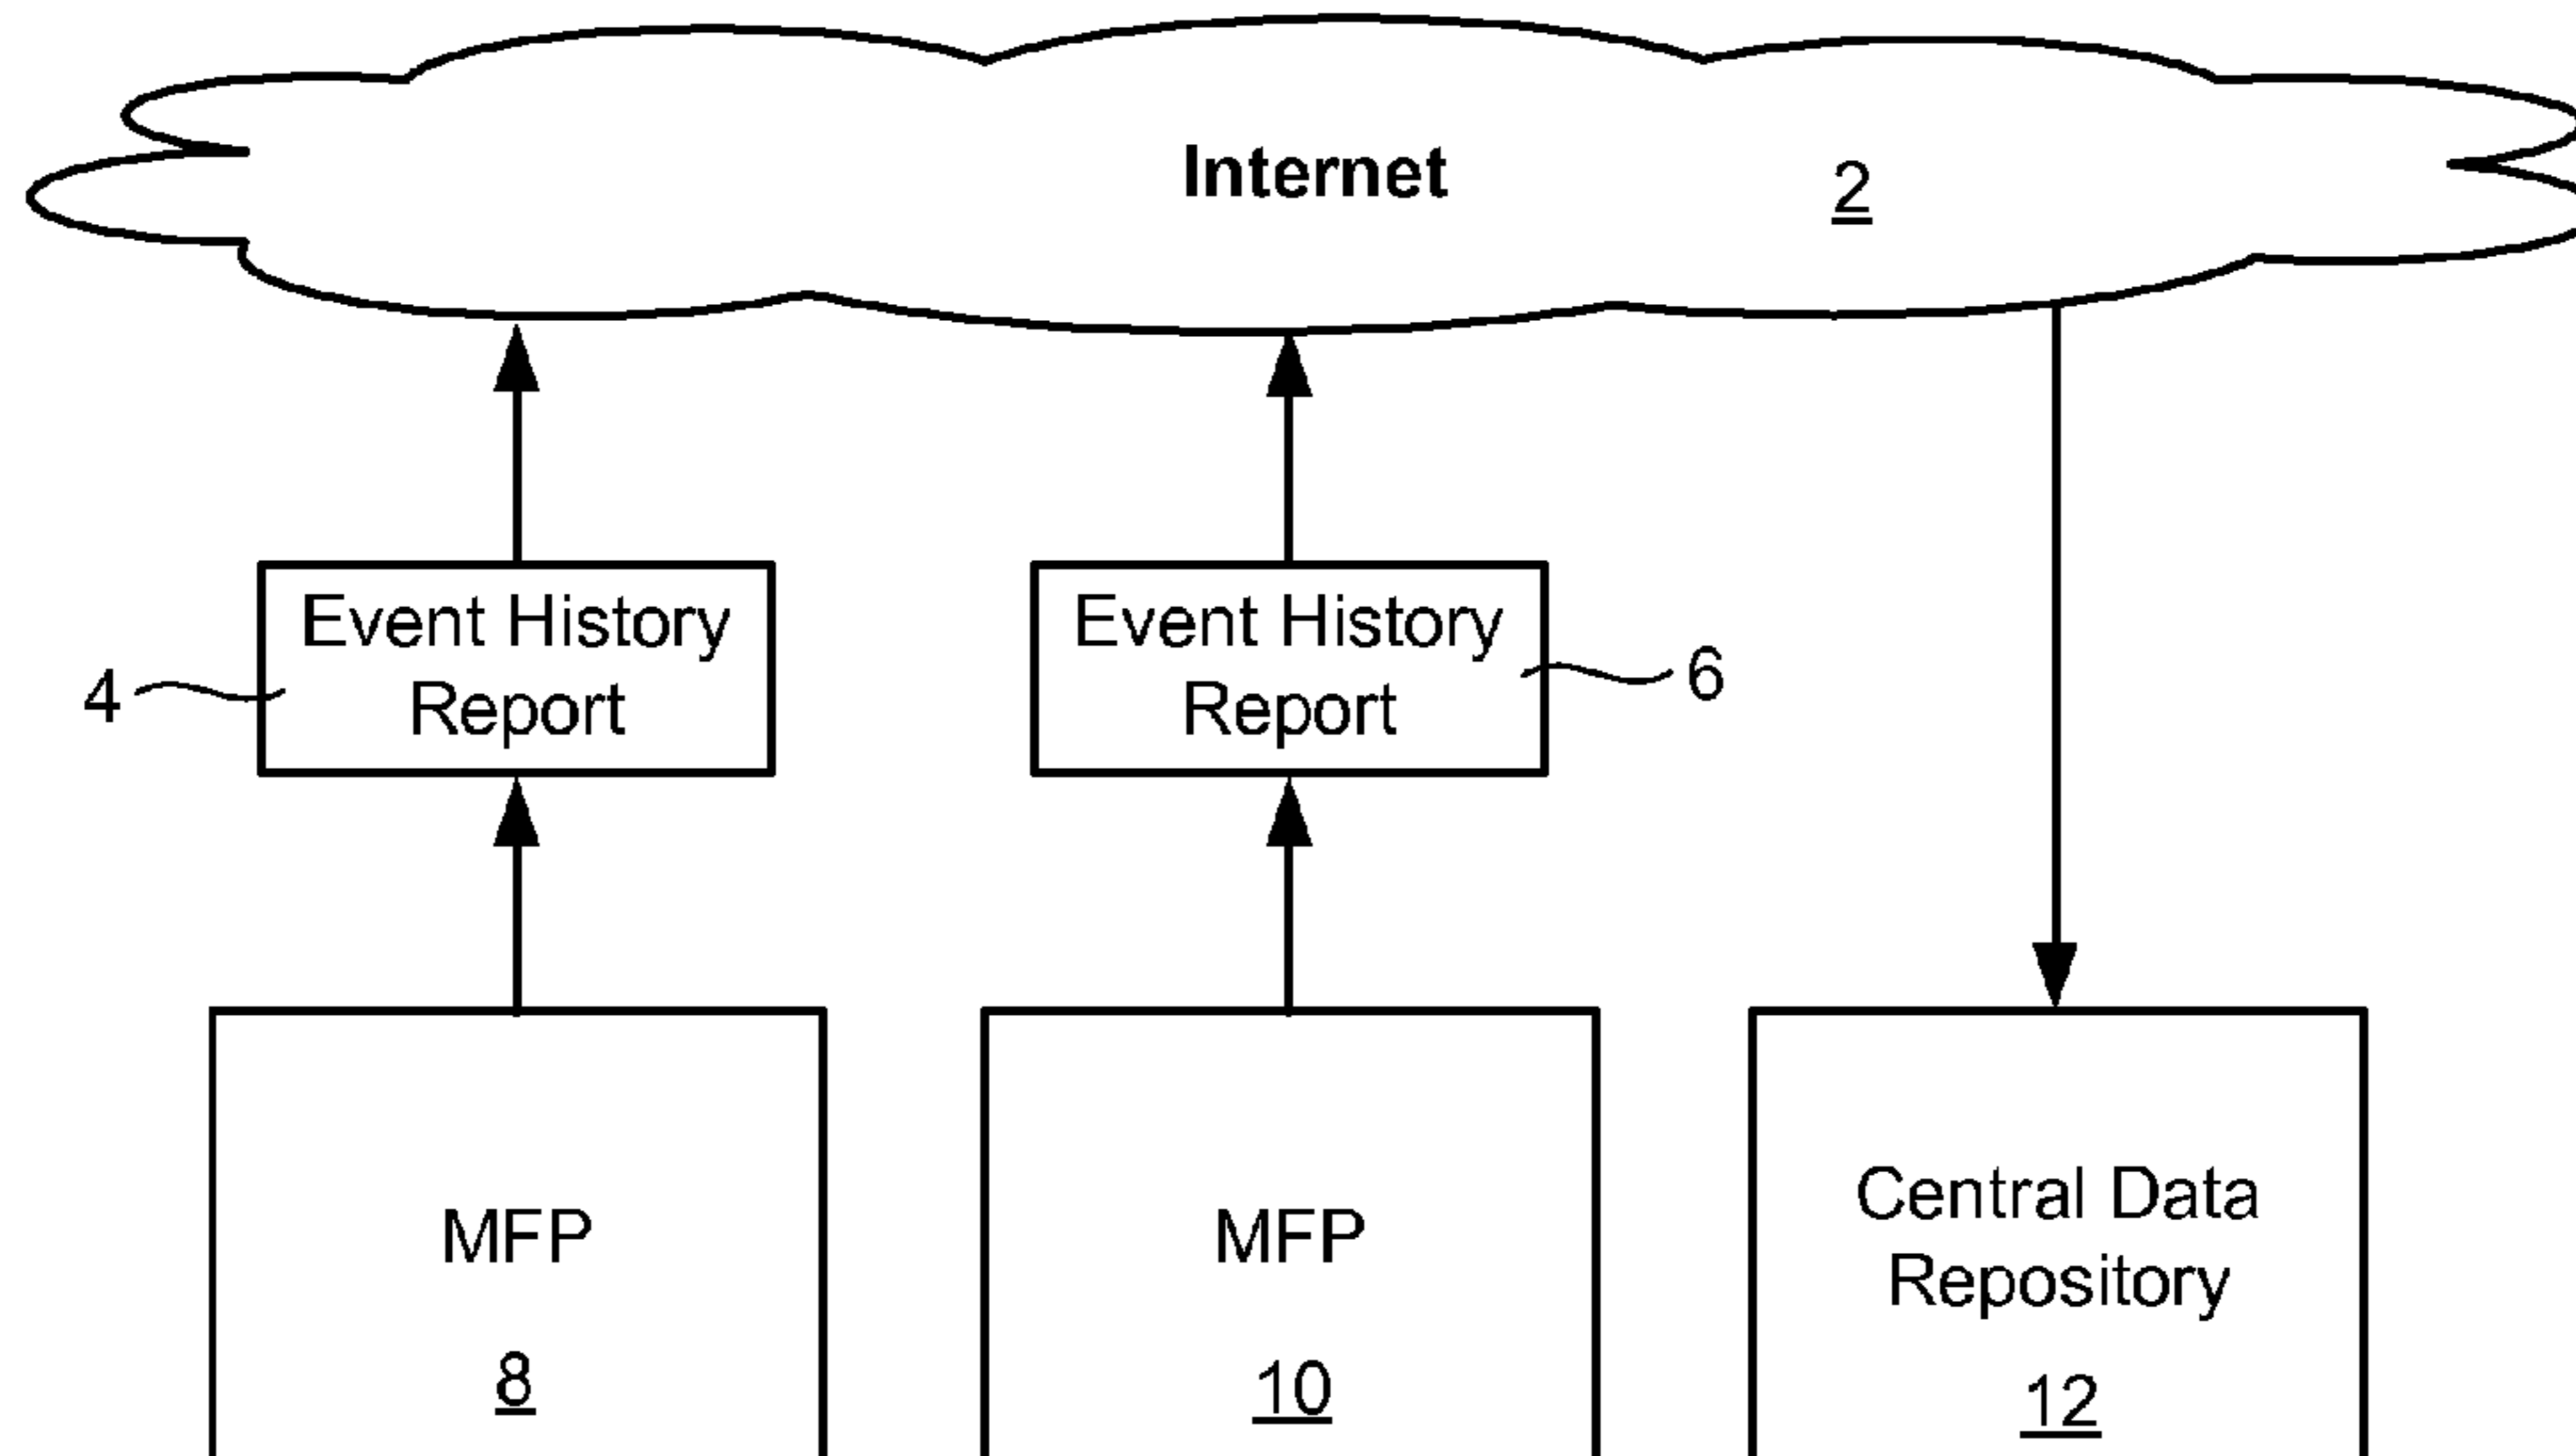 Internet 2
Event History
Report
4
Event History
Report
6
MFP
8
MFP
10
Central Data
Repository
12